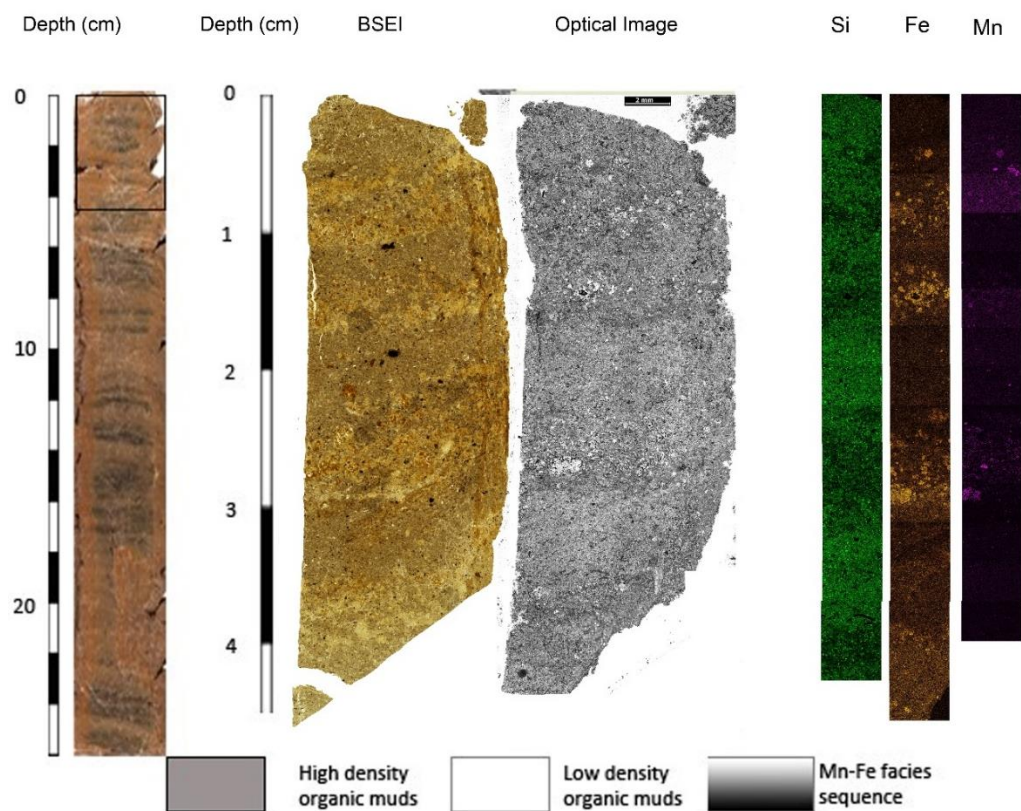 Depth (cm) Depth (cm) BSEI Optical Image Si Fe Mn
0
10
20
0
1
2
3
4
2 mm
High density organic muds
Low density organic muds
Mn-Fe facies sequence